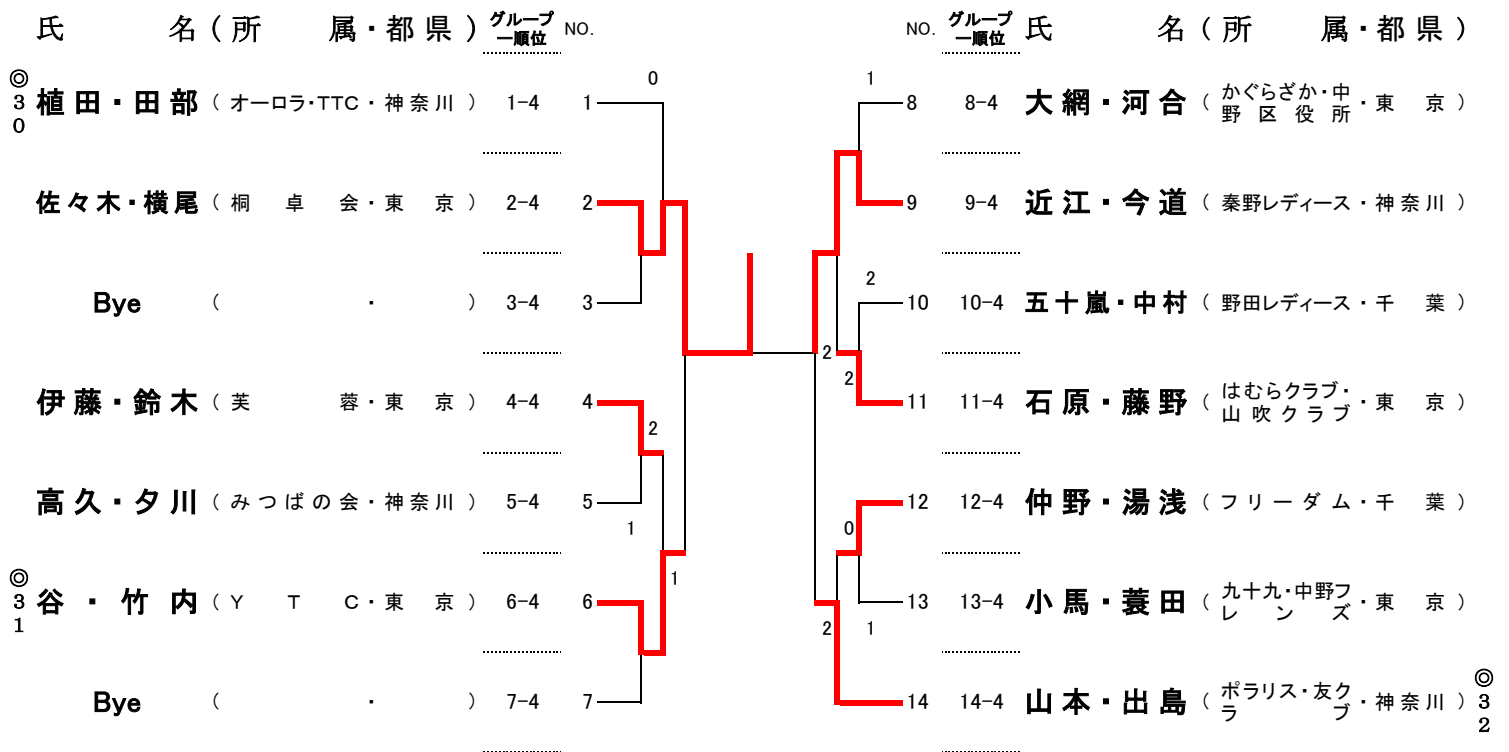 氏 名(所 属・都県) グループ一順位 NO.
NO. グループ一順位 氏 名(所 属・都県)
◎30 植田・田部 (オーロラ・TTC・神奈川) 1-4 1
0
佐々木・横尾 (桐卓会・東京) 2-4 2
Bye ( ・ ) 3-4 3
伊藤・鈴木 (芙蓉・東京) 4-4 4
2
高久・夕川 (みつばの会・神奈川) 5-4 5
1
◎31 谷・竹内 (YTC・東京) 6-4 6
1
Bye ( ・ ) 7-4 7
1
8 8-4 大網・河合 (かぐらざか・中野区役所・東京)
9 9-4 近江・今道 (秦野レディース・神奈川)
2
10 10-4 五十嵐・中村 (野田レディース・千葉)
2
2
11 11-4 石原・藤野 (はむらクラブ・山吹クラブ・東京)
12 12-4 仲野・湯浅 (フリーダム・千葉)
0
13 13-4 小馬・蓑田 (九十九・中野フレンズ・東京)
2 1
14 14-4 山本・出島 (ポラリス・友クラブ・神奈川) ◎32